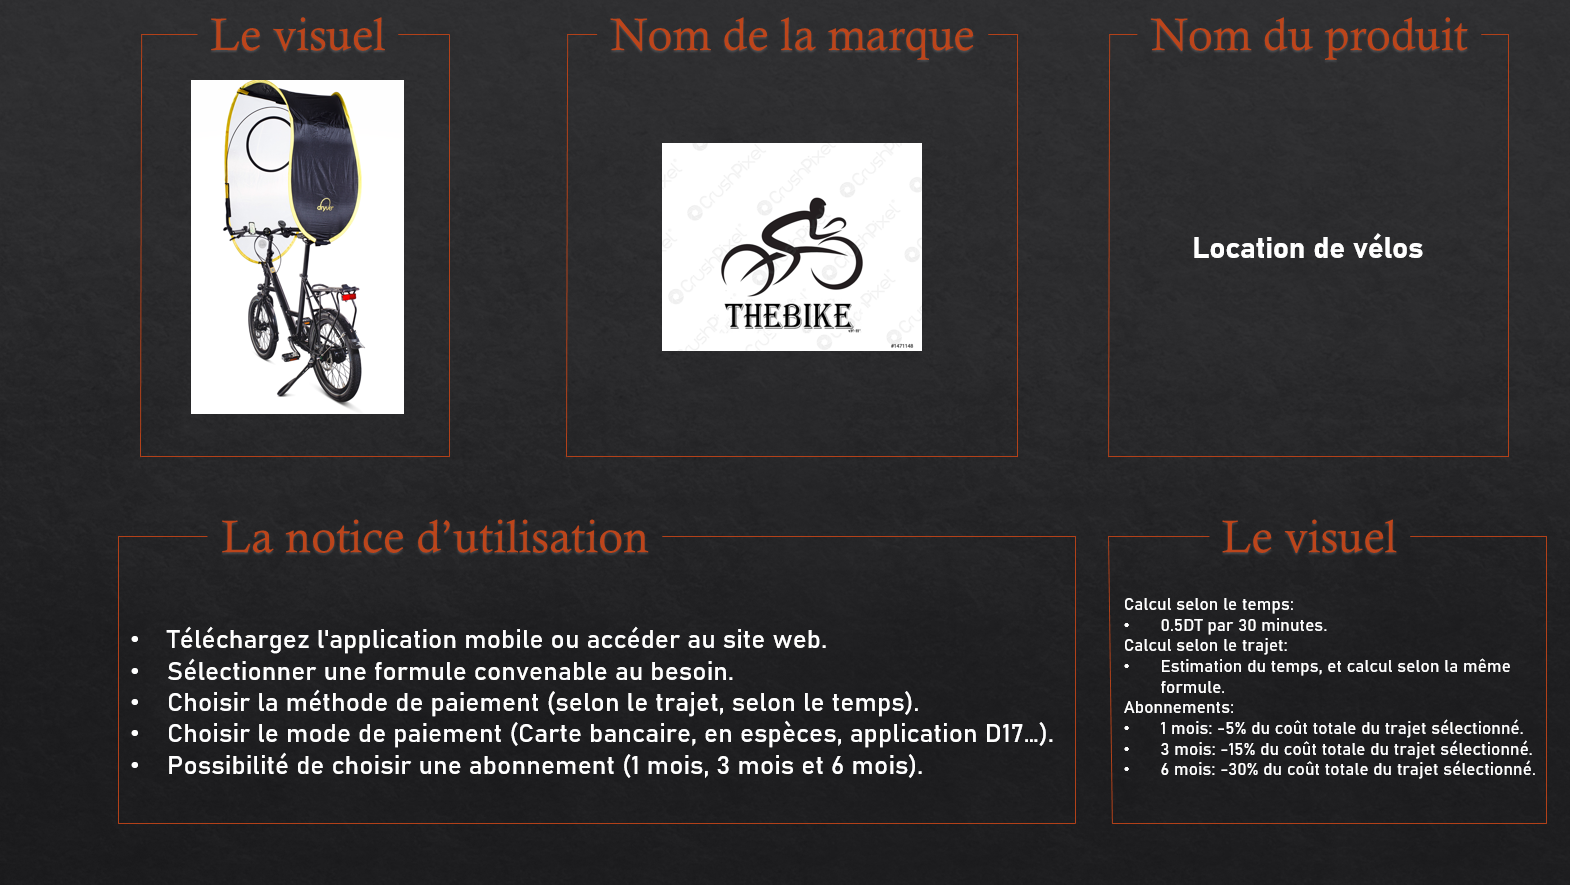 Le visuel
Nom de la marque
Nom du produit
dryve
CrushPixel
CrushPixel
CrushPixel
CrushPixel
CrushPixel
THEBIKE
#1471148
Location de vélos
La notice d’utilisation
• Téléchargez l'application mobile ou accéder au site web.
• Sélectionner une formule convenable au besoin.
• Choisir la méthode de paiement (selon le trajet, selon le temps).
• Choisir le mode de paiement (Carte bancaire, en espèces, application D17…).
• Possibilité de choisir une abonnement (1 mois, 3 mois et 6 mois).
Le visuel
Calcul selon le temps:
• 0.5DT par 30 minutes.
Calcul selon le trajet:
• Estimation du temps, et calcul selon la même
formule.
Abonnements:
• 1 mois: -5% du coût totale du trajet sélectionné.
• 3 mois: -15% du coût totale du trajet sélectionné.
• 6 mois: -30% du coût totale du trajet sélectionné.